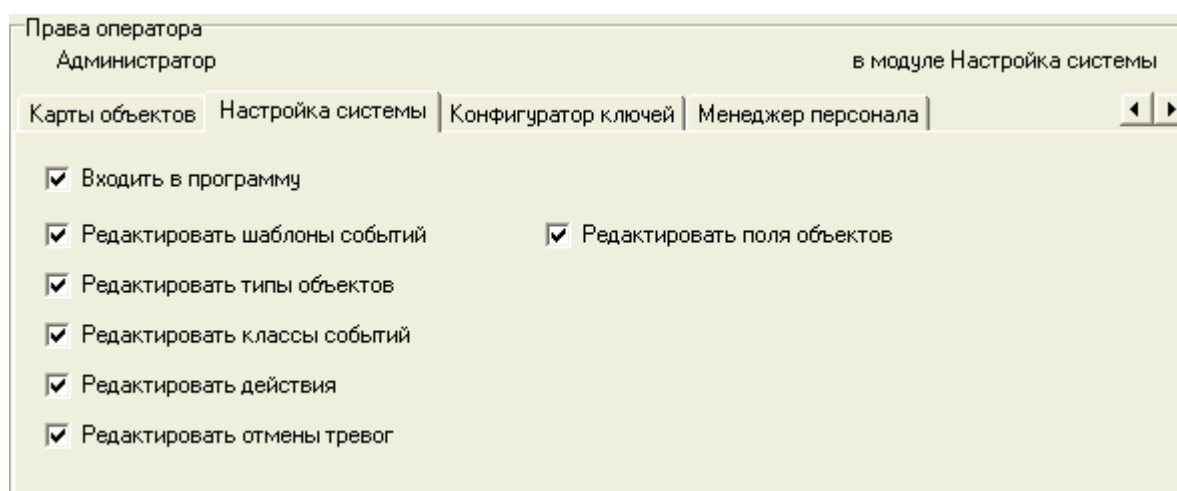 Права оператора
Администратор в модуле Настройка системы
Карты объектов Настройка системы Конфигуратор ключей Менеджер персонала
Входить в программу
Редактировать шаблоны событий Редактировать поля объектов
Редактировать типы объектов
Редактировать классы событий
Редактировать действия
Редактировать отмены тревог